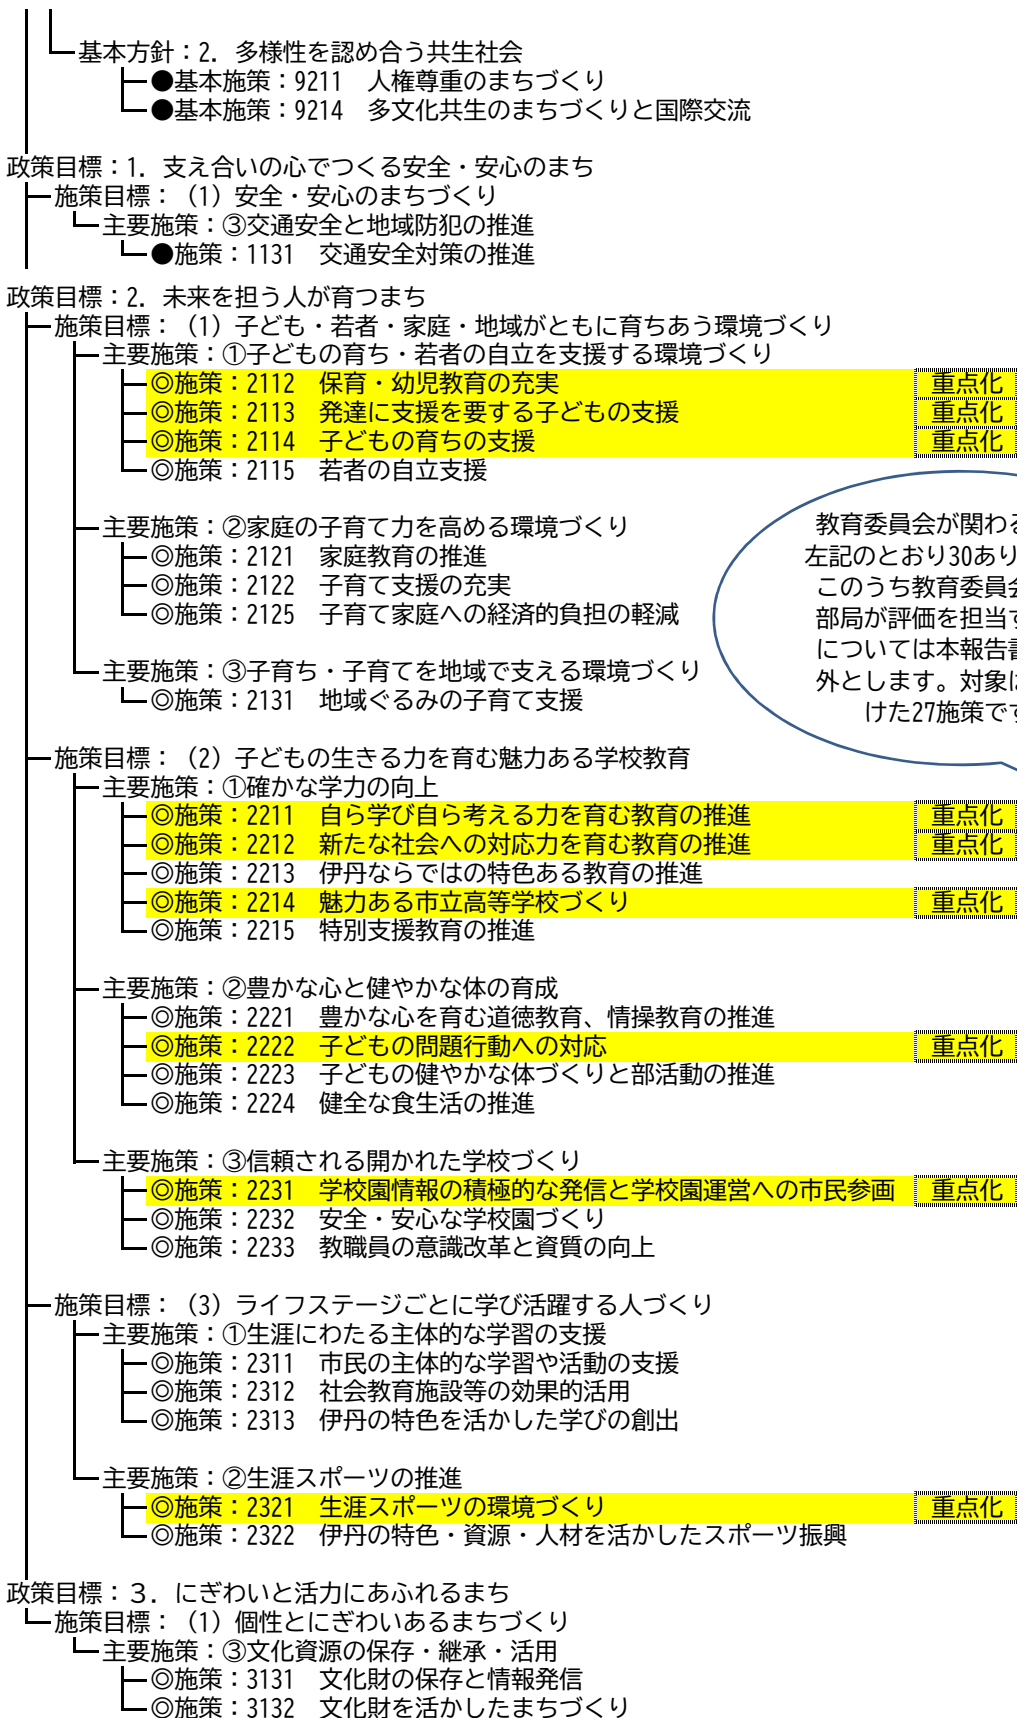 基本方針：2．多様性を認め合う共生社会
●基本施策：9211　人権尊重のまちづくり
●基本施策：9214　多文化共生のまちづくりと国際交流
政策目標：1．支え合いの心でつくる安全・安心のまち
施策目標：（1）安全・安心のまちづくり
主要施策：③交通安全と地域防犯の推進
●施策：1131　交通安全対策の推進
政策目標：2．未来を担う人が育つまち
施策目標：（1）子ども・若者・家庭・地域がともに育ちあう環境づくり
主要施策：①子どもの育ち・若者の自立を支援する環境づくり
◎施策：2112　保育・幼児教育の充実　重点化
◎施策：2113　発達に支援を要する子どもの支援　重点化
◎施策：2114　子どもの育ちの支援　重点化
◎施策：2115　若者の自立支援
主要施策：②家庭の子育て力を高める環境づくり
◎施策：2121　家庭教育の推進
◎施策：2122　子育て支援の充実
◎施策：2125　子育て家庭への経済的負担の軽減
主要施策：③子育ち・子育てを地域で支える環境づくり
◎施策：2131　地域ぐるみの子育て支援
教育委員会が関わ
左記のとおり30あり
このうち教育委員
部局が評価を担当
については本報告
外とします。対象
けた27施策で
施策目標：（2）子どもの生きる力を育む魅力ある学校教育
主要施策：①確かな学力の向上
◎施策：2211　自ら学び自ら考える力を育む教育の推進　重点化
◎施策：2212　新たな社会への対応力を育む教育の推進　重点化
◎施策：2213　伊丹ならではの特色ある教育の推進
◎施策：2214　魅力ある市立高等学校づくり　重点化
◎施策：2215　特別支援教育の推進
主要施策：②豊かな心と健やかな体の育成
◎施策：2221　豊かな心を育む道徳教育、情操教育の推進
◎施策：2222　子どもの問題行動への対応　重点化
◎施策：2223　子どもの健やかな体づくりと部活動の推進
◎施策：2224　健全な食生活の推進
主要施策：③信頼される開かれた学校づくり
◎施策：2231　学校園情報の積極的な発信と学校園運営への市民参画　重点化
◎施策：2232　安全・安心な学校園づくり
◎施策：2233　教職員の意識改革と資質の向上
施策目標：（3）ライフステージごとに学び活躍する人づくり
主要施策：①生涯にわたる主体的な学習の支援
◎施策：2311　市民の主体的な学習や活動の支援
◎施策：2312　社会教育施設等の効果的活用
◎施策：2313　伊丹の特色を活かした学びの創出
主要施策：②生涯スポーツの推進
◎施策：2321　生涯スポーツの環境づくり　重点化
◎施策：2322　伊丹の特色・資源・人材を活かしたスポーツ振興
政策目標：３．にぎわいと活力にあふれるまち
施策目標：（1）個性とにぎわいあるまちづくり
主要施策：③文化資源の保存・継承・活用
◎施策：3131　文化財の保存と情報発信
◎施策：3132　文化財を活かしたまちづくり